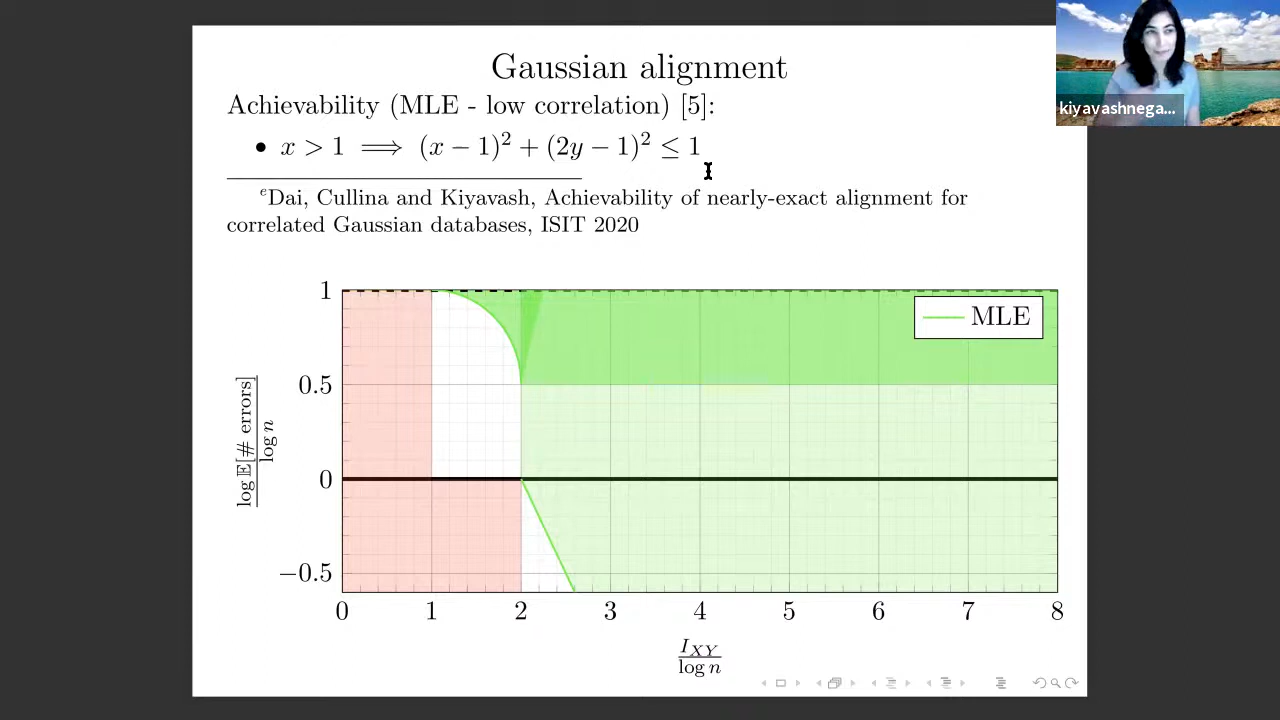 Gaussian alignment
Achievability (MLE - low correlation) [5]:
• x > 1 ⟹ (x − 1)² + (2y − 1)² ≤ 1
ᵉDai, Cullina and Kiyavash, Achievability of nearly-exact alignment for
correlated Gaussian databases, ISIT 2020
kiyavashnega...
MLE
1
0.5
0
−0.5
log 𝔼[# errors]
log n
0 1 2 3 4 5 6 7 8
I_XY
log n